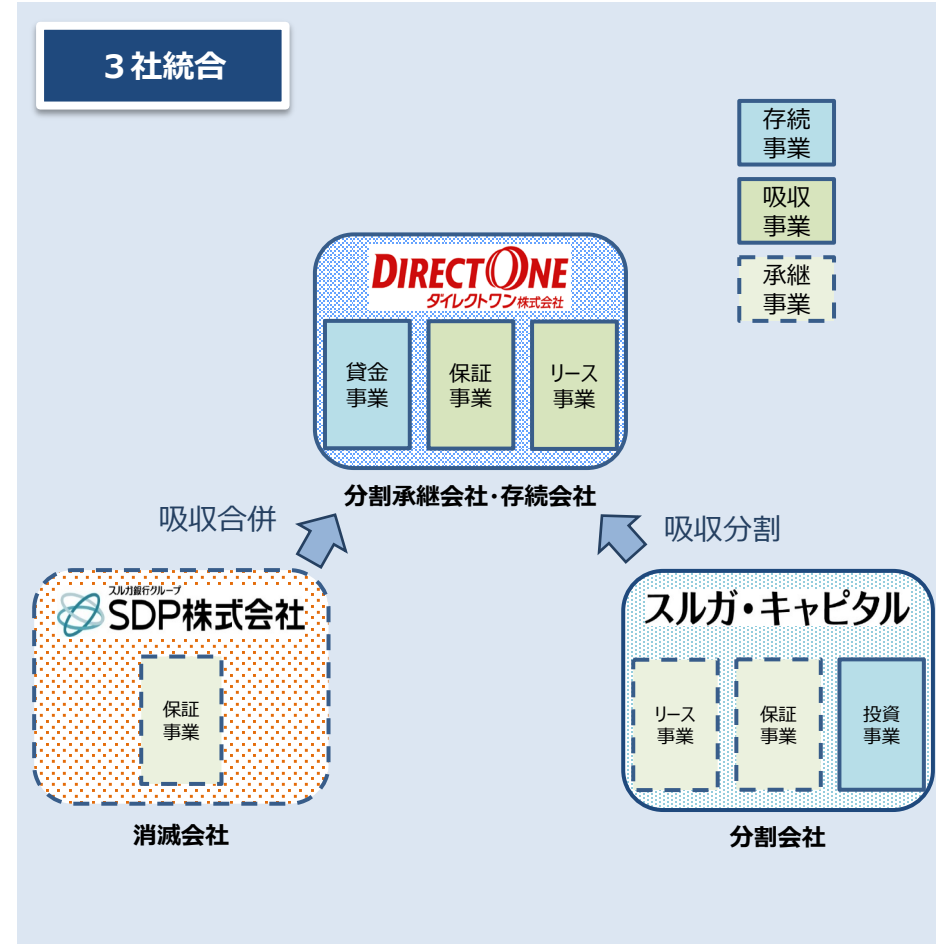 ３社統合
存続
事業
吸収
事業
承継
事業
DIRECT ONE
ダイレクトワン株式会社
貸金
事業
保証
事業
リース
事業
分割承継会社・存続会社
吸収合併
吸収分割
スルガ銀行グループ
SDP株式会社
保証
事業
消滅会社
スルガ・キャピタル
リース
事業
保証
事業
投資
事業
分割会社